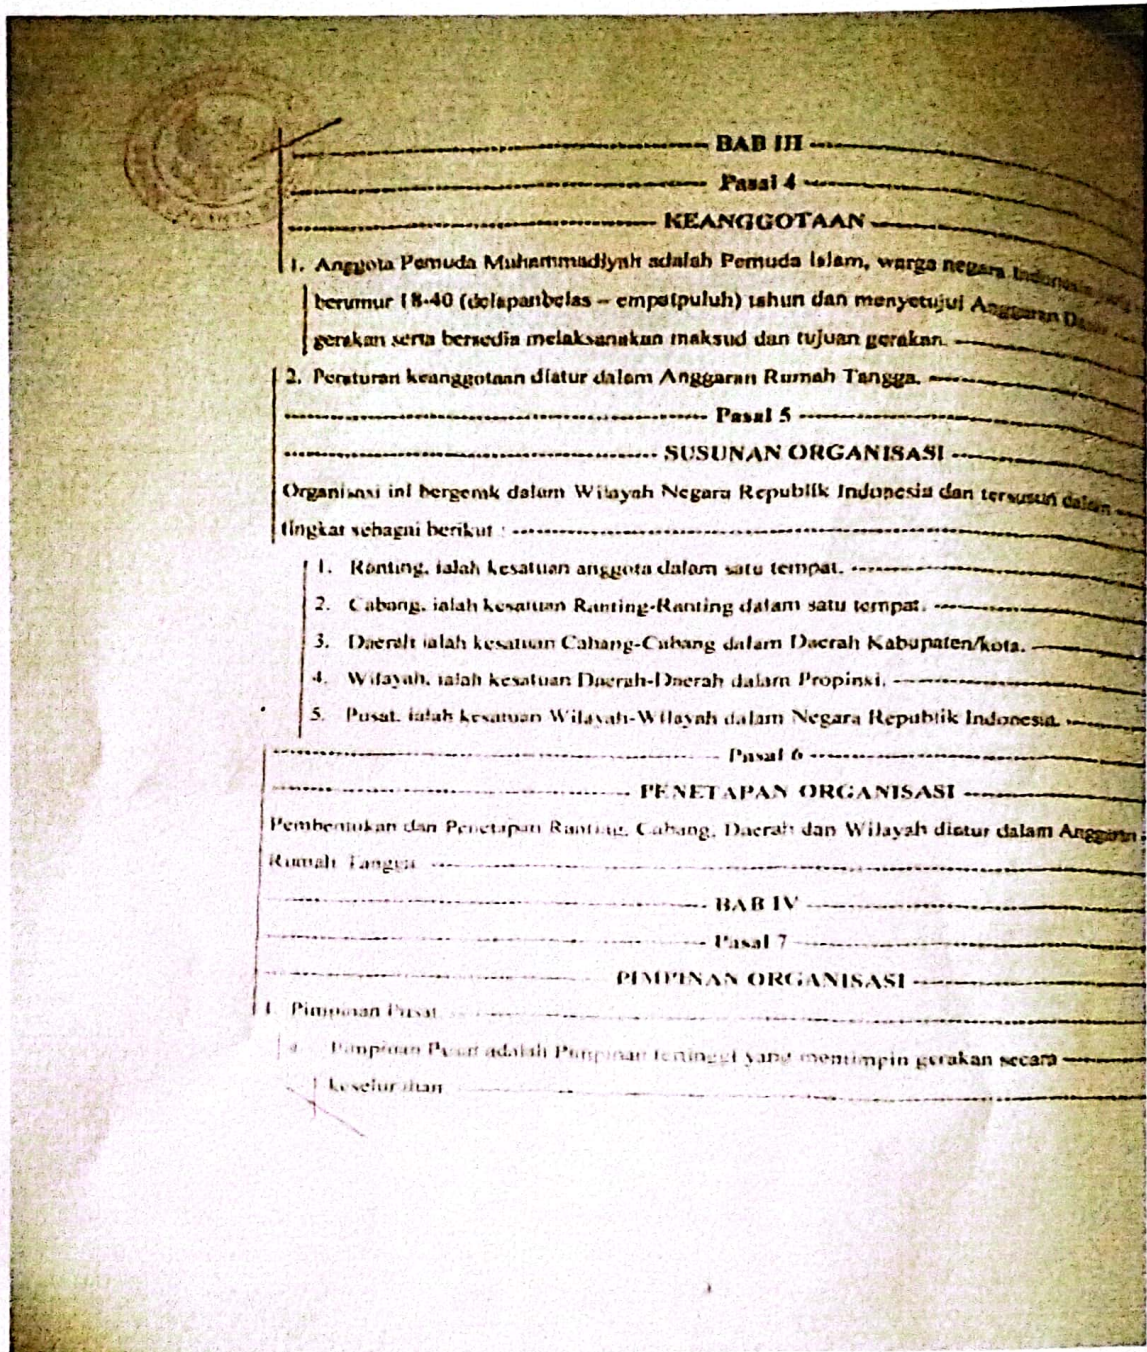 BAB III
Pasal 4
KEANGGOTAAN
1. Anggota Pemuda Muhammadiyah adalah Pemuda Islam, warga negara Indonesia yang
berumur 18-40 (delapanbelas – empatpuluh) tahun dan menyetujui Anggaran Dasar
gerakan serta bersedia melaksanakan maksud dan tujuan gerakan.
2. Peraturan keanggotaan diatur dalam Anggaran Rumah Tangga.
Pasal 5
SUSUNAN ORGANISASI
Organisasi ini bergerak dalam Wilayah Negara Republik Indonesia dan tersusun dalam
tingkat sebagai berikut :
1. Ranting, ialah kesatuan anggota dalam satu tempat.
2. Cabang, ialah kesatuan Ranting-Ranting dalam satu tempat.
3. Daerah ialah kesatuan Cabang-Cabang dalam Daerah Kabupaten/kota.
4. Wilayah, ialah kesatuan Daerah-Daerah dalam Propinsi.
5. Pusat, ialah kesatuan Wilayah-Wilayah dalam Negara Republik Indonesia.
Pasal 6
PENETAPAN ORGANISASI
Pembentukan dan Penetapan Ranting, Cabang, Daerah dan Wilayah diatur dalam Anggaran
Rumah Tangga
BAB IV
Pasal 7
PIMPINAN ORGANISASI
1. Pimpinan Pusat
a. Pimpinan Pusat adalah Pimpinan tertinggi yang memimpin gerakan secara
keseluruhan